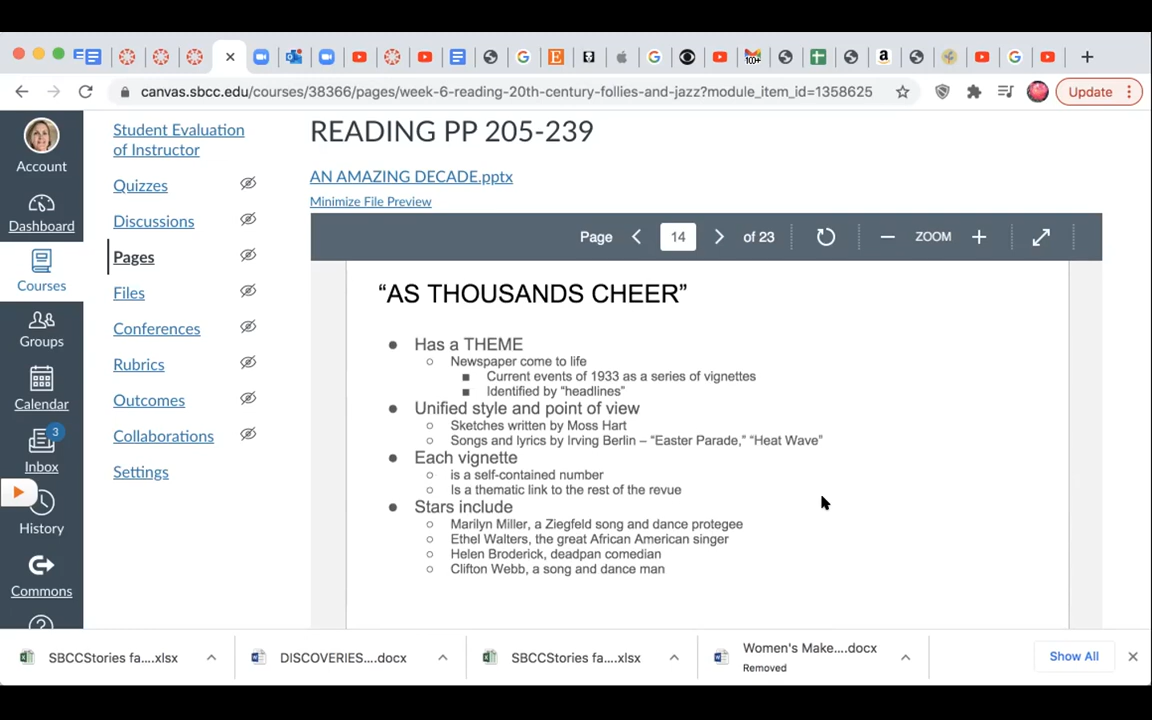 canvas.sbcc.edu/courses/38366/pages/week-6-reading-20th-century-follies-and-jazz?module_item_id=1358625
Update
100+
Account
Dashboard
Courses
Groups
Calendar
3
Inbox
History
Commons
Student Evaluation
of Instructor
Quizzes
Discussions
Pages
Files
Conferences
Rubrics
Outcomes
Collaborations
Settings
READING PP 205-239
AN AMAZING DECADE.pptx
Minimize File Preview
Page 14 of 23 ZOOM
“AS THOUSANDS CHEER”
Has a THEME
Newspaper come to life
Current events of 1933 as a series of vignettes
Identified by “headlines”
Unified style and point of view
Sketches written by Moss Hart
Songs and lyrics by Irving Berlin – “Easter Parade,” “Heat Wave”
Each vignette
is a self-contained number
Is a thematic link to the rest of the revue
Stars include
Marilyn Miller, a Ziegfeld song and dance protegee
Ethel Walters, the great African American singer
Helen Broderick, deadpan comedian
Clifton Webb, a song and dance man
SBCCStories fa....xlsx
DISCOVERIES....docx
SBCCStories fa....xlsx
Women's Make....docx
Removed
Show All